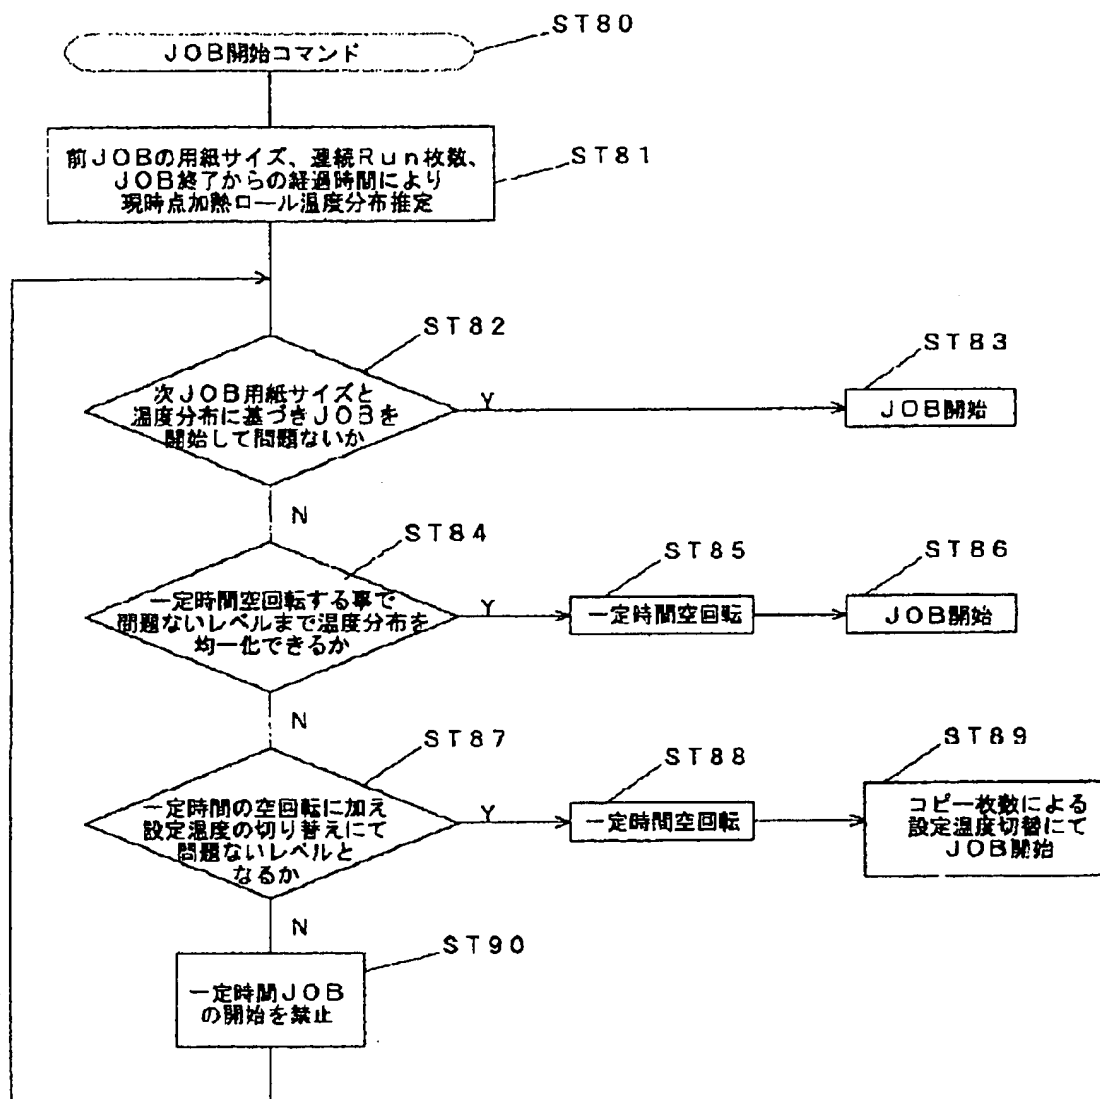 ST80
JOB開始コマンド
ST81
前JOBの用紙サイズ、連続Run枚数、
JOB終了からの経過時間により
現時点加熱ロール温度分布推定
ST82
次JOB用紙サイズと
温度分布に基づきJOBを
開始して問題ないか
Y
ST83
JOB開始
N
ST84
一定時間空回転する事で
問題ないレベルまで温度分布を
均一化できるか
Y
ST85
一定時間空回転
ST86
JOB開始
N
ST87
一定時間の空回転に加え
設定温度の切り替えにて
問題ないレベルと
なるか
Y
ST88
一定時間空回転
ST89
コピー枚数による
設定温度切替にて
JOB開始
N
ST90
一定時間JOB
の開始を禁止